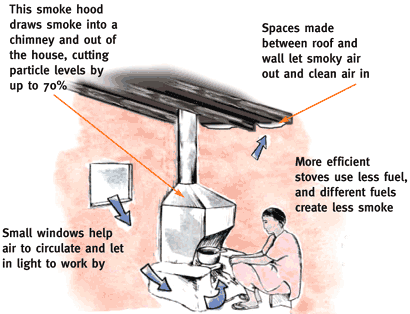 This smoke hood
draws smoke into a
chimney and out of
the house, cutting
particle levels by
up to 70%
Spaces made
between roof and
wall let smoky air
out and clean air in
More efficient
stoves use less fuel,
and different fuels
create less smoke
Small windows help
air to circulate and let
in light to work by